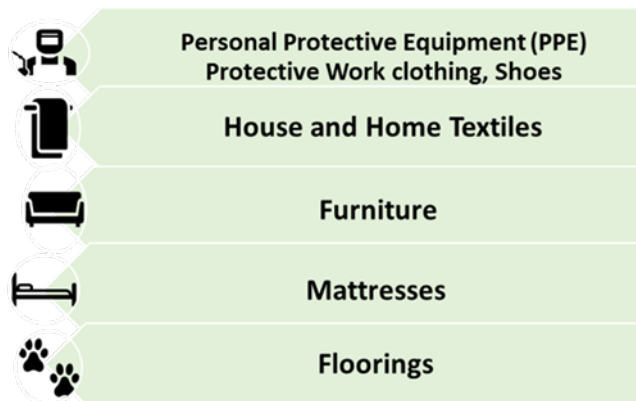 Personal Protective Equipment (PPE)
Protective Work clothing, Shoes
House and Home Textiles
Furniture
Mattresses
Floorings